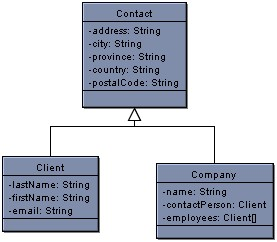 Contact
-address: String
-city: String
-province: String
-country: String
-postalCode: String
Client
-lastName: String
-firstName: String
-email: String
Company
-name: String
-contactPerson: Client
-employees: Client[]